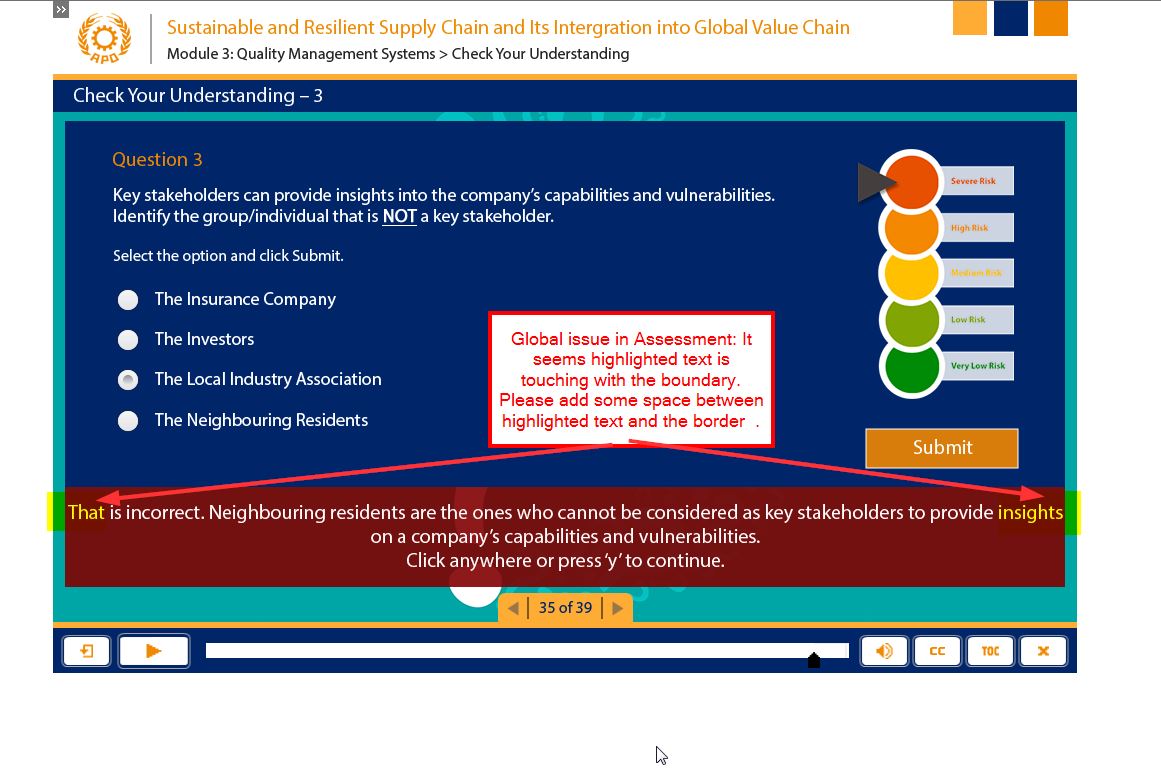 >>
APO
Sustainable and Resilient Supply Chain and Its Intergration into Global Value Chain
Module 3: Quality Management Systems > Check Your Understanding
Check Your Understanding – 3
Question 3
Key stakeholders can provide insights into the company’s capabilities and vulnerabilities.
Identify the group/individual that is NOT a key stakeholder.
Select the option and click Submit.
The Insurance Company
The Investors
The Local Industry Association
The Neighbouring Residents
Severe Risk
High Risk
Medium Risk
Low Risk
Very Low Risk
Global issue in Assessment: It
seems highlighted text is
touching with the boundary.
Please add some space between
highlighted text and the border .
Submit
That is incorrect. Neighbouring residents are the ones who cannot be considered as key stakeholders to provide insights
on a company’s capabilities and vulnerabilities.
Click anywhere or press ‘y’ to continue.
35 of 39
CC
TOC